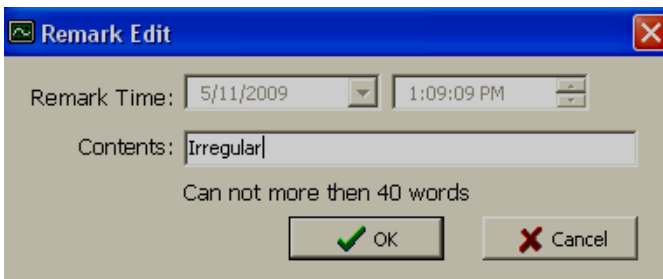 Remark Edit
Remark Time: 5/11/2009 1:09:09 PM
Contents: Irregular
Can not more then 40 words
OK Cancel